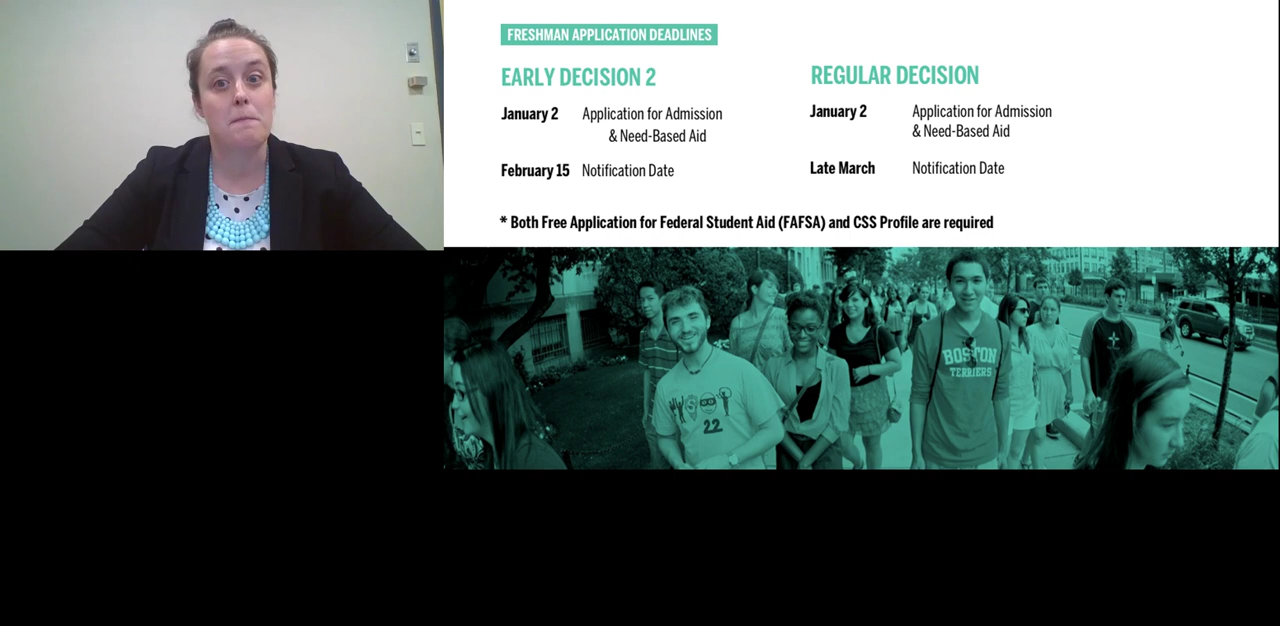 FRESHMAN APPLICATION DEADLINES
EARLY DECISION 2
January 2 Application for Admission
& Need-Based Aid
February 15 Notification Date
REGULAR DECISION
January 2 Application for Admission
& Need-Based Aid
Late March Notification Date
* Both Free Application for Federal Student Aid (FAFSA) and CSS Profile are required
BOSTON
TERRIERS
22